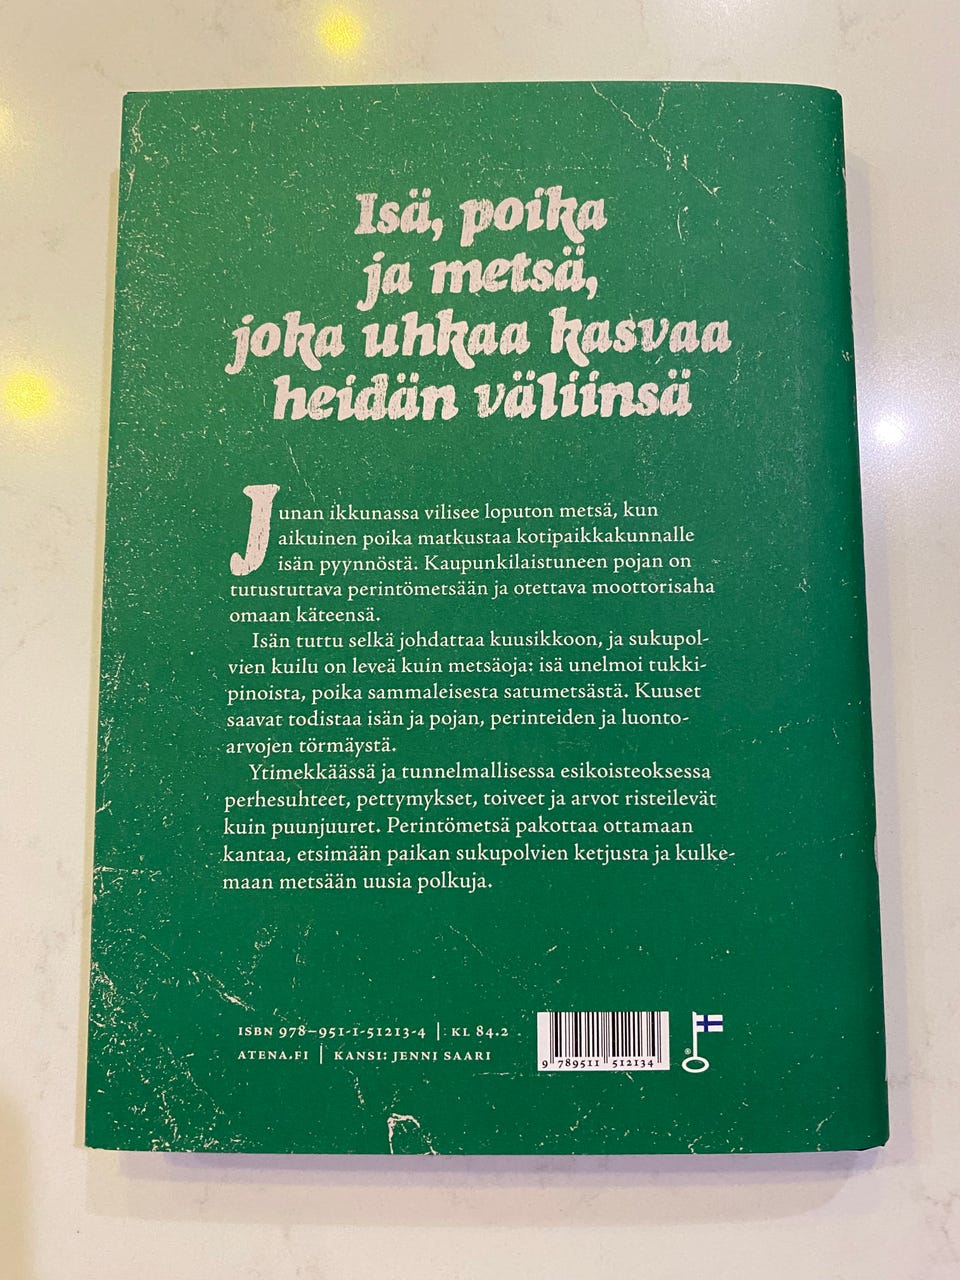 Isä, poika
ja metsä,
joka uhkaa kasvaa
heidän väliinsä
Junan ikkunassa vilisee loputon metsä, kun
aikuinen poika matkustaa kotipaikkakunnalle
isän pyynnöstä. Kaupunkilaistuneen pojan on
tutustuttava perintömetsään ja otettava moottorisaha
omaan käteensä.
Isän tuttu selkä johdattaa kuusikkoon, ja sukupol-
vien kuilu on leveä kuin metsäoja: isä unelmoi tukki-
pinoista, poika sammaleisesta satumetsästä. Kuuset
saavat todistaa isän ja pojan, perinteiden ja luonto-
arvojen törmäystä.
Ytimekkäässä ja tunnelmallisessa esikoisteoksessa
perhesuhteet, pettymykset, toiveet ja arvot risteilevät
kuin puunjuuret. Perintömetsä pakottaa ottamaan
kantaa, etsimään paikan sukupolvien ketjusta ja kulke-
maan metsään uusia polkuja.
ISBN 978–951-1-51213-4 | KL 84.2
ATENA.FI | KANSI: JENNI SAARI
9 789511 512134
®